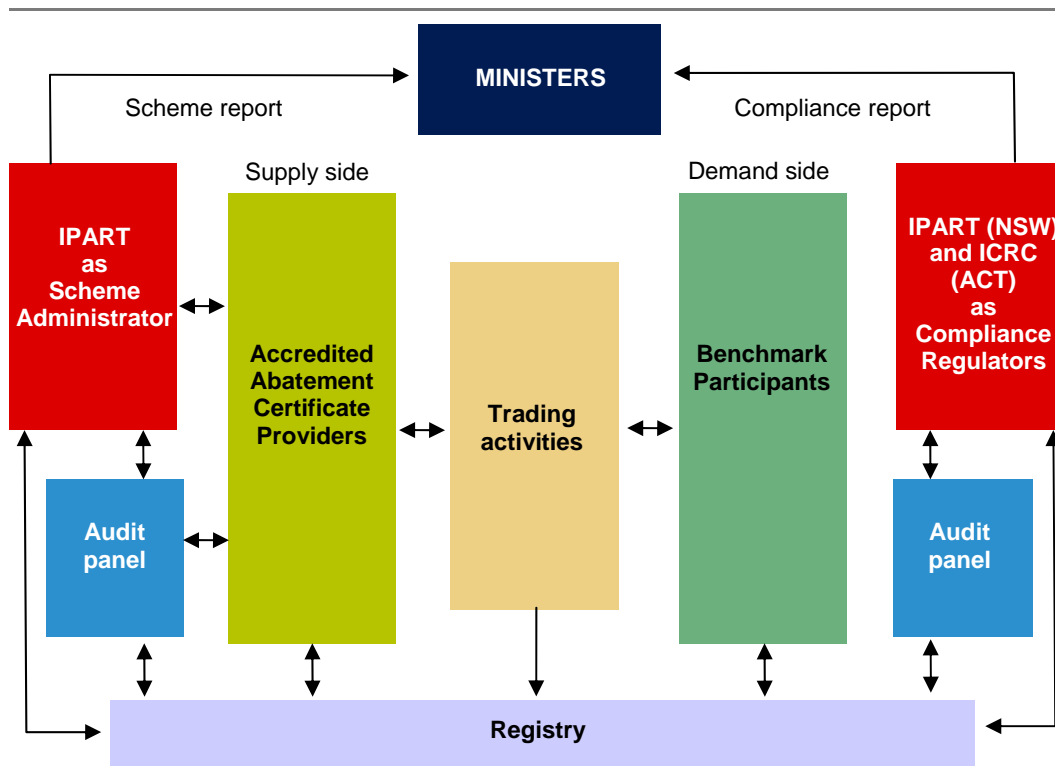 MINISTERS
Scheme report
Compliance report
Supply side
Demand side
IPART
as
Scheme
Administrator
Accredited
Abatement
Certificate
Providers
Trading
activities
Benchmark
Participants
IPART (NSW)
and ICRC
(ACT)
as
Compliance
Regulators
Audit
panel
Audit
panel
Registry